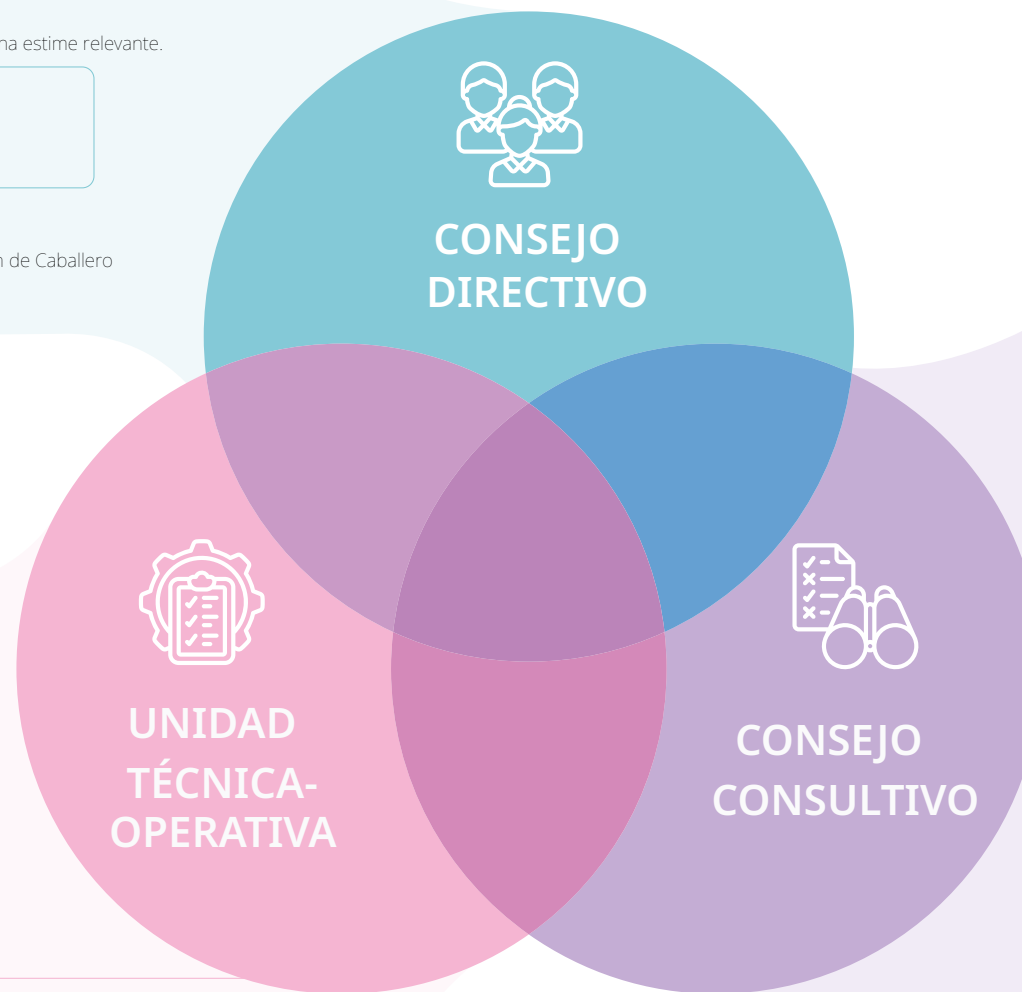 na estime relevante.
de Caballero
CONSEJO
DIRECTIVO
UNIDAD
TÉCNICA-
OPERATIVA
CONSEJO
CONSULTIVO